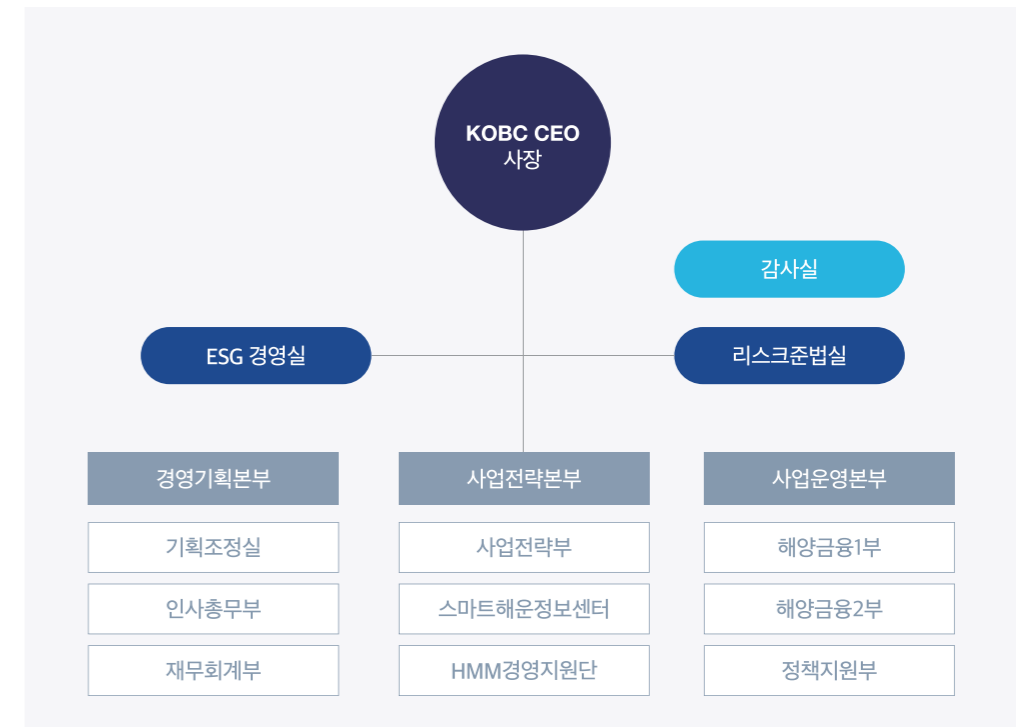 KOBC CEO
사장
감사실
ESG 경영실
리스크준법실
경영기획본부
사업전략본부
사업운영본부
기획조정실
사업전략부
해양금융1부
인사총무부
스마트해운정보센터
해양금융2부
재무회계부
HMM경영지원단
정책지원부